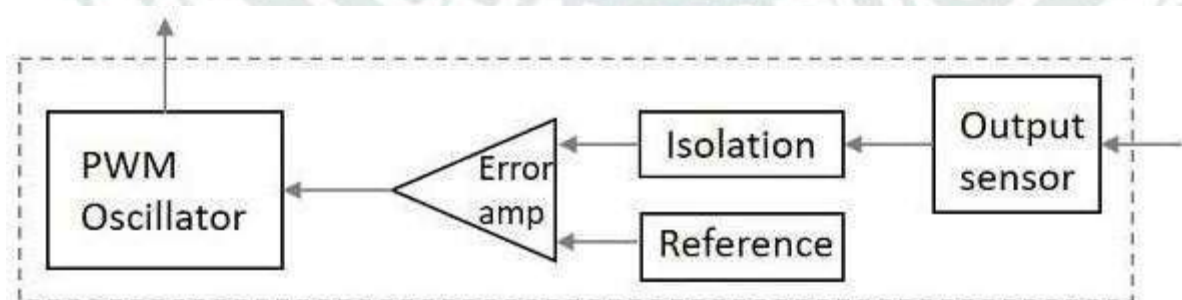 PWM
Oscillator
Error
amp
Isolation
Reference
Output
sensor